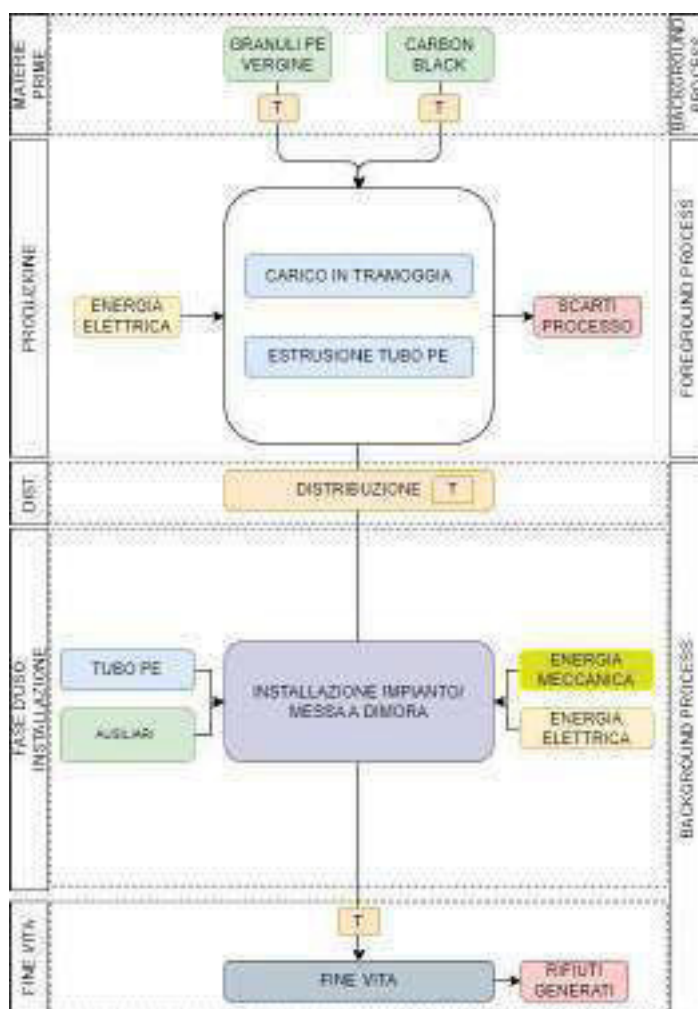 MATERIE
PRIME
GRANULI PE
VERGINE
CARBON
BLACK
BACKGROUND
PROCESS
T
T
PRODUZIONE
CARICO IN TRAMOGGIA
ENERGIA
ELETTRICA
SCARTI
PROCESSO
ESTRUSIONE TUBO PE
FOREGROUND PROCESS
DIST.
DISTRIBUZIONE
T
FASE D'USO:
INSTALLAZIONE
TUBO PE
AUSILIARI
INSTALLAZIONE IMPIANTO/
MESSA A DIMORA
ENERGIA
MECCANICA
ENERGIA
ELETTRICA
BACKGROUND PROCESS
FINE VITA
T
FINE VITA
RIFIUTI
GENERATI